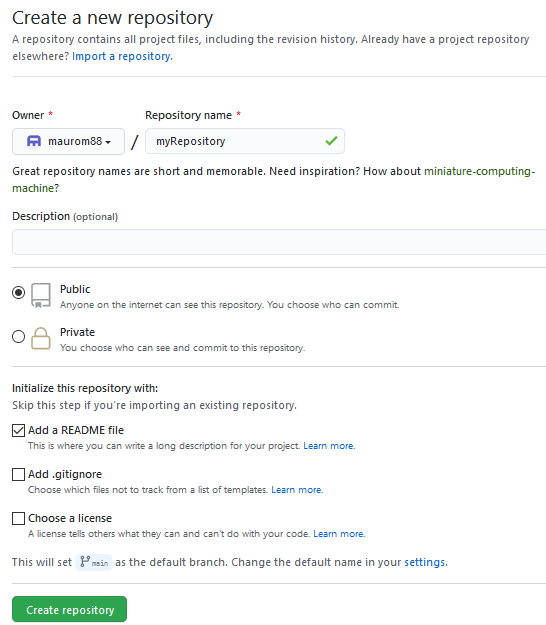 Create a new repository
A repository contains all project files, including the revision history. Already have a project repository
elsewhere? Import a repository.
Owner * Repository name *
maurom88 / myRepository
Great repository names are short and memorable. Need inspiration? How about miniature-computing-
machine?
Description (optional)
Public
Anyone on the internet can see this repository. You choose who can commit.
Private
You choose who can see and commit to this repository.
Initialize this repository with:
Skip this step if you're importing an existing repository.
Add a README file
This is where you can write a long description for your project. Learn more.
Add .gitignore
Choose which files not to track from a list of templates. Learn more.
Choose a license
A license tells others what they can and can't do with your code. Learn more.
This will set main as the default branch. Change the default name in your settings.
Create repository